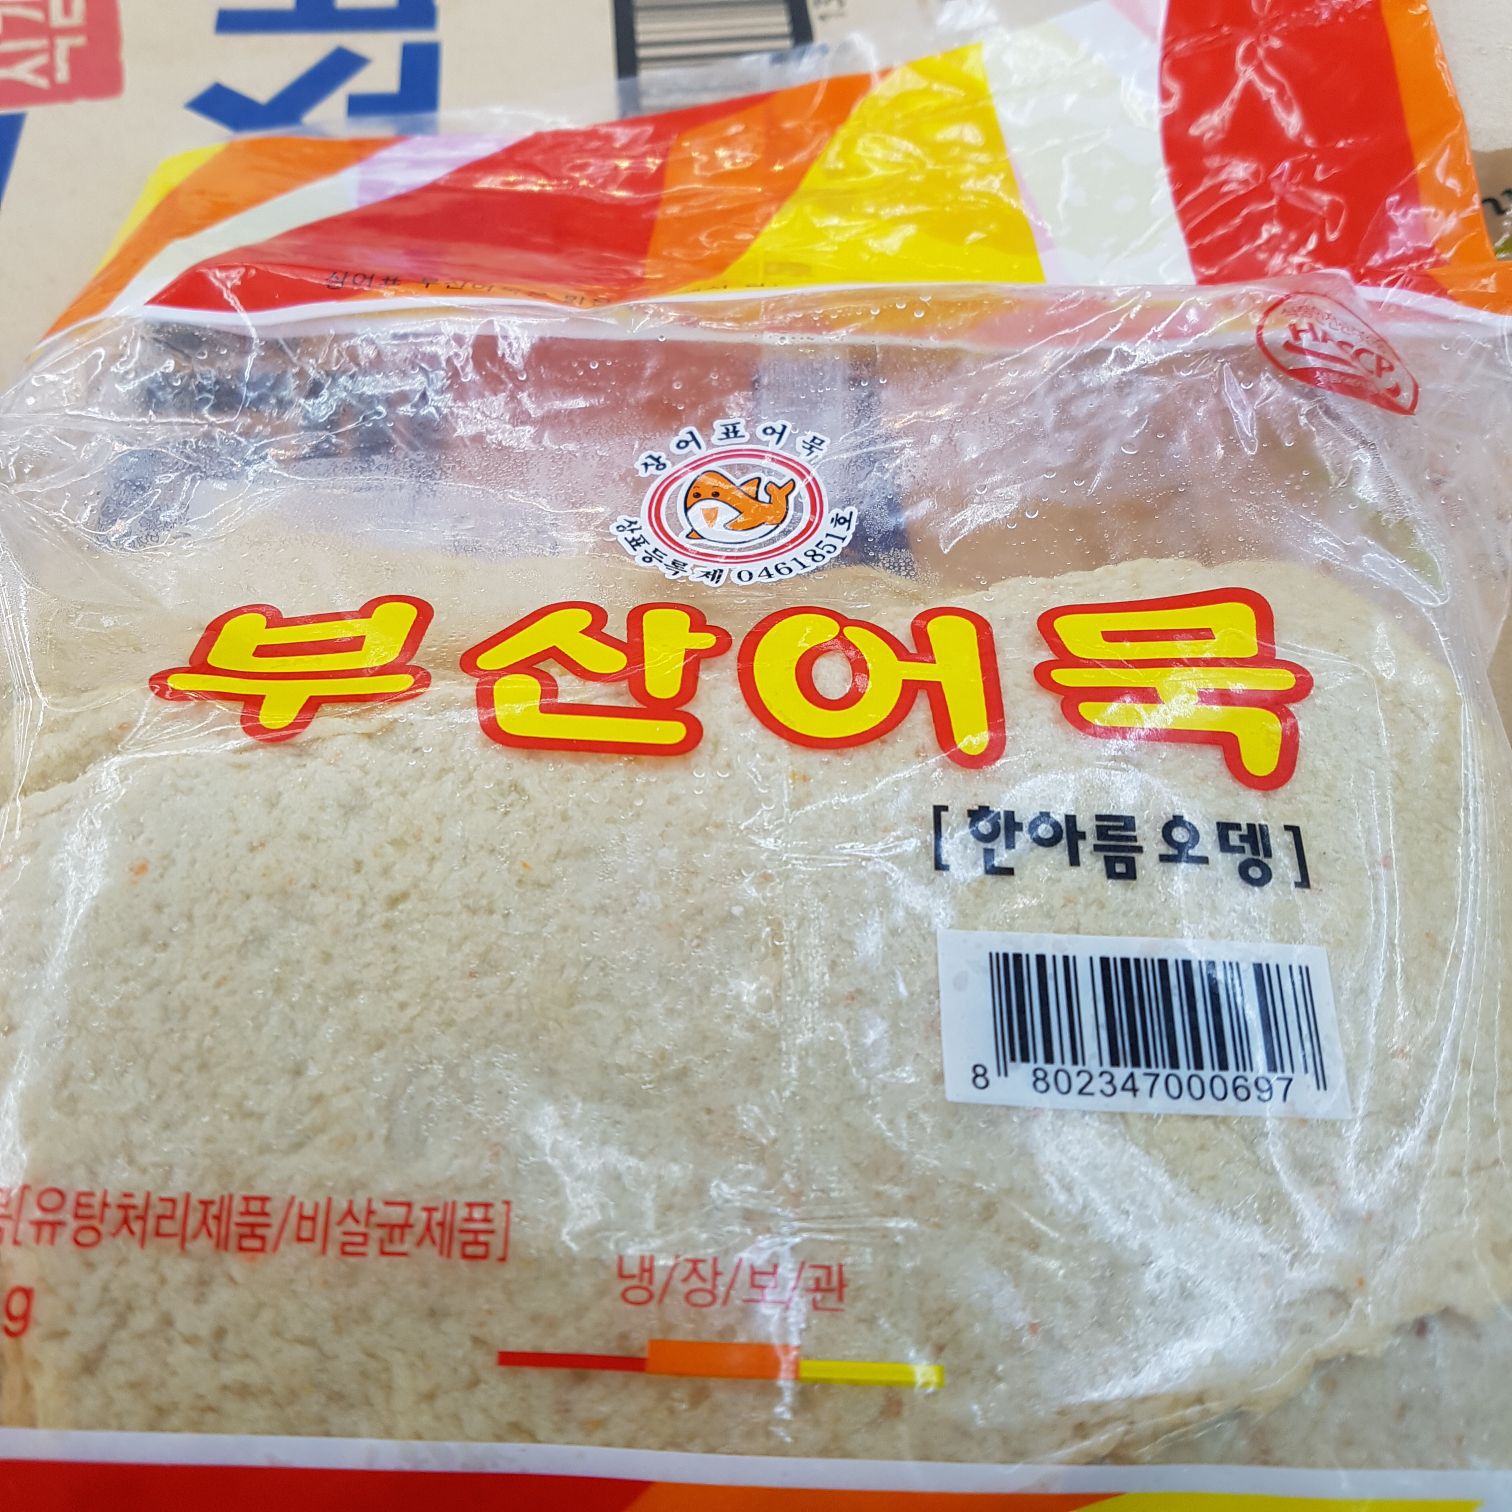 HACCP
상어표어묵
상표등록 제 0461851호
부산어묵
[ 한아름 오뎅 ]
8 802347000697
[유탕처리제품/비살균제품]
g
냉/장/보/관